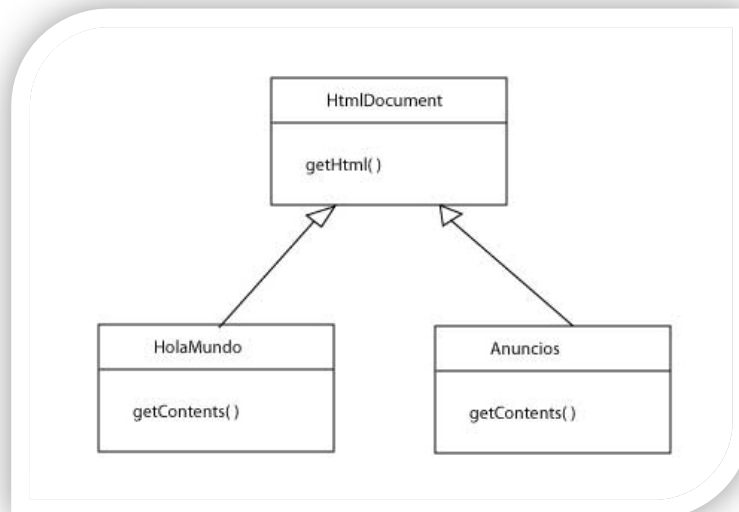 HtmlDocument
getHtml( )
HolaMundo
getContents( )
Anuncios
getContents( )